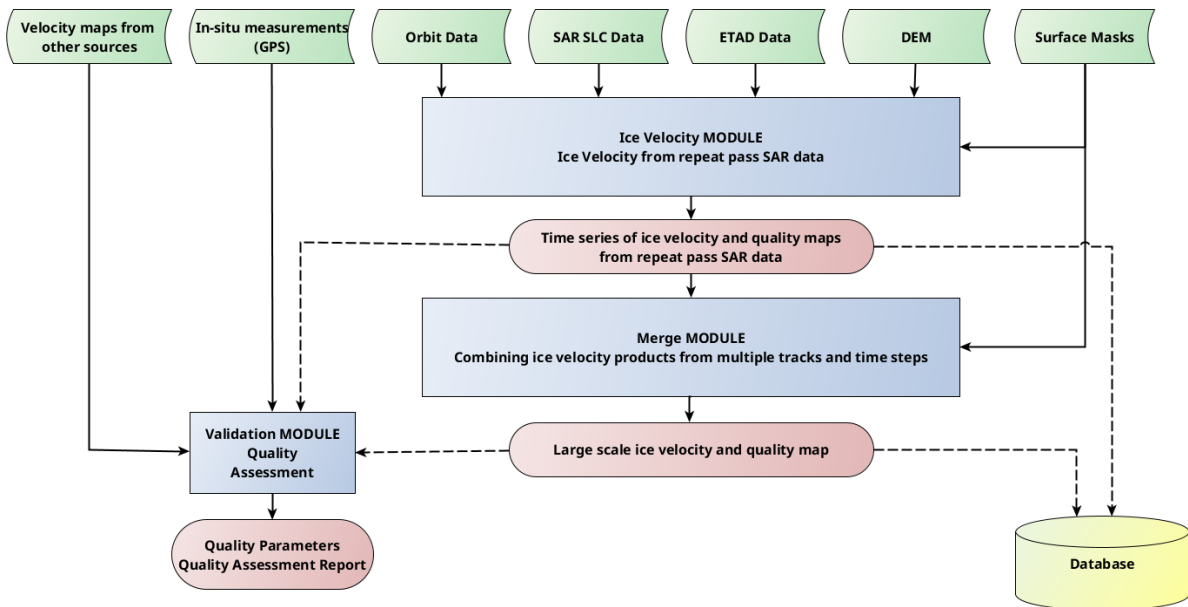 Velocity maps from
other sources
In-situ measurements
(GPS)
Orbit Data
SAR SLC Data
ETAD Data
DEM
Surface Masks
Ice Velocity MODULE
Ice Velocity from repeat pass SAR data
Time series of ice velocity and quality maps
from repeat pass SAR data
Merge MODULE
Combining ice velocity products from multiple tracks and time steps
Validation MODULE
Quality
Assessment
Large scale ice velocity and quality map
Quality Parameters
Quality Assessment Report
Database